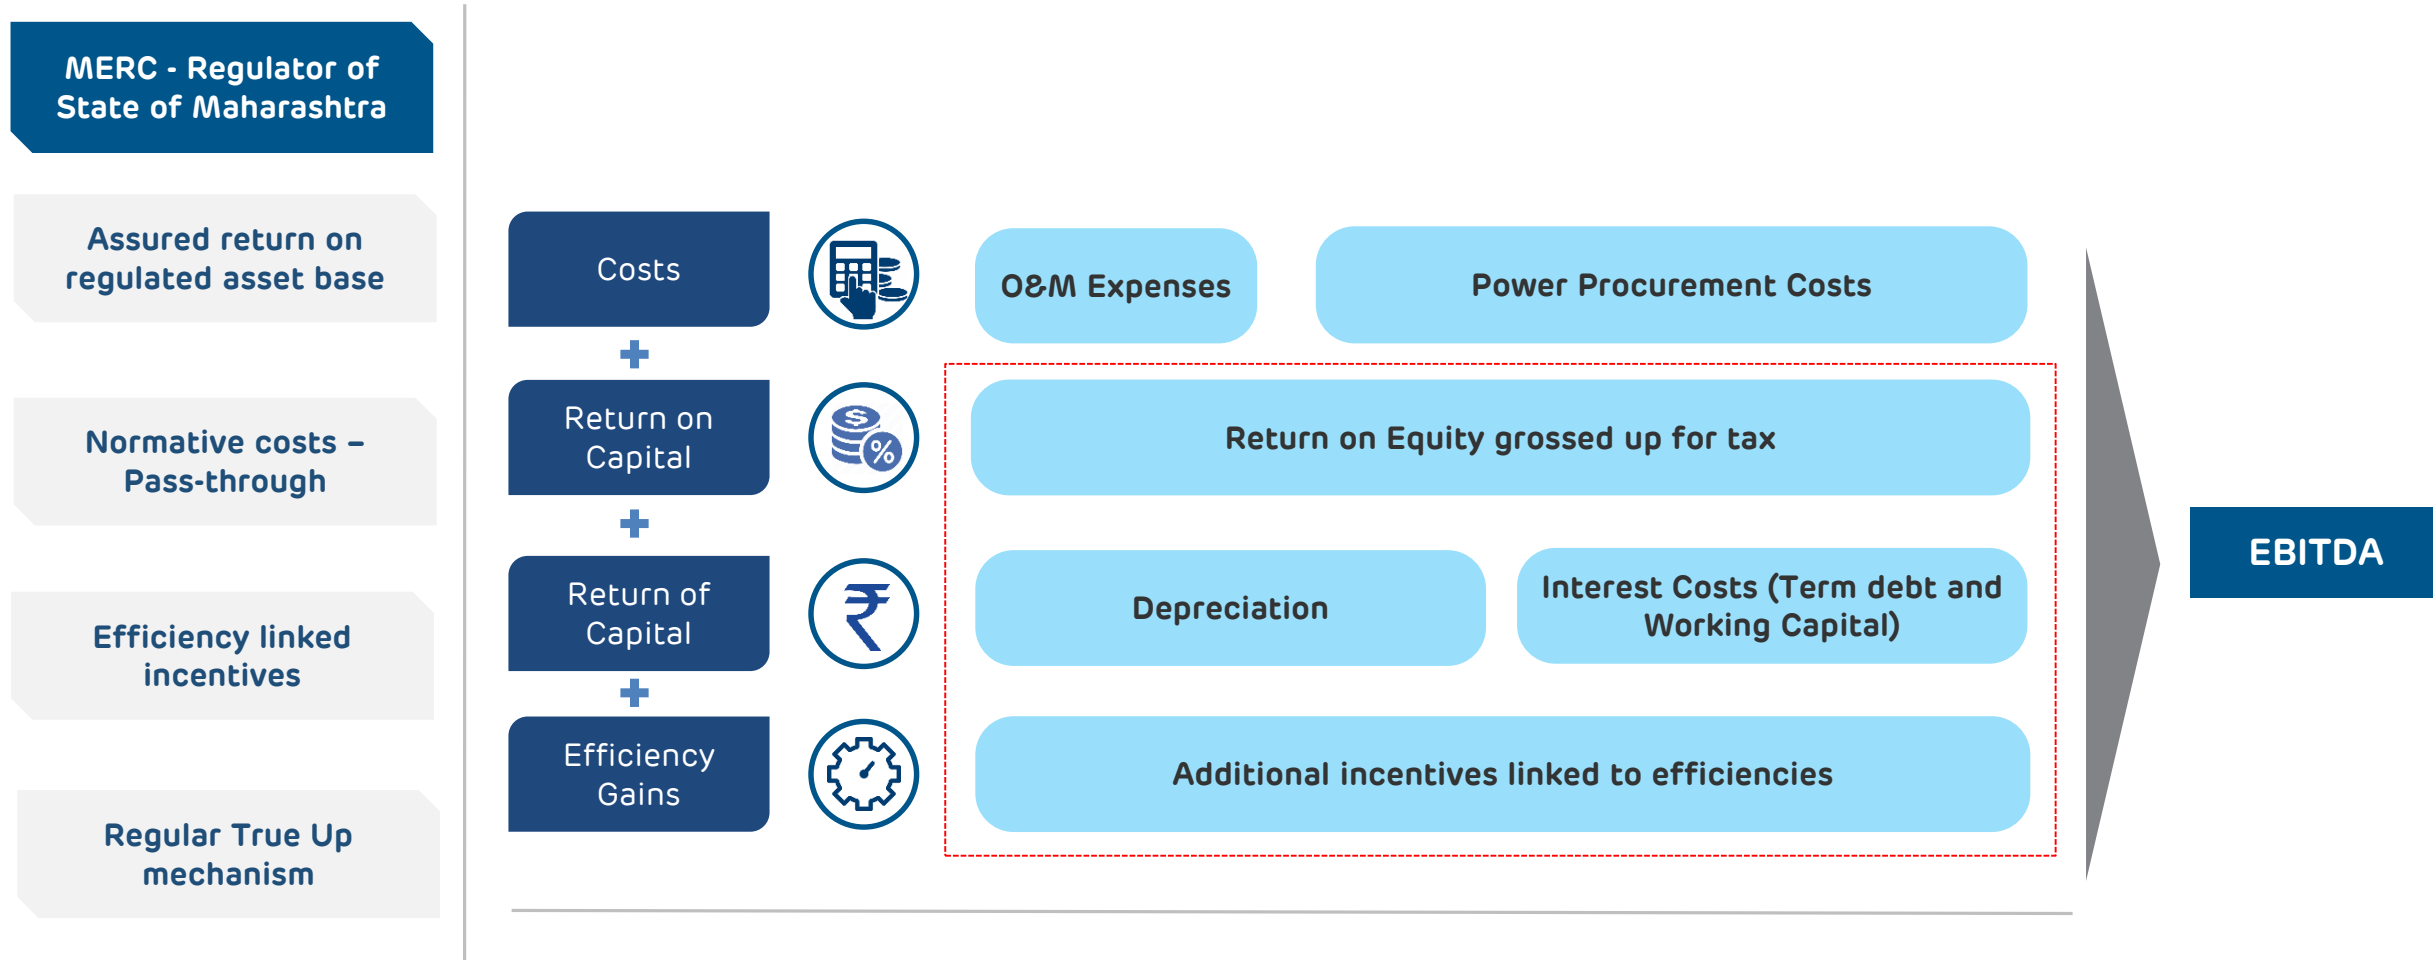 MERC - Regulator of
State of Maharashtra
Assured return on
regulated asset base
Normative costs –
Pass-through
Efficiency linked
incentives
Regular True Up
mechanism
Costs
O&M Expenses
Power Procurement Costs
+
Return on
Capital
$
%
Return on Equity grossed up for tax
+
Return of
Capital
₹
Depreciation
Interest Costs (Term debt and
Working Capital)
+
Efficiency
Gains
Additional incentives linked to efficiencies
EBITDA